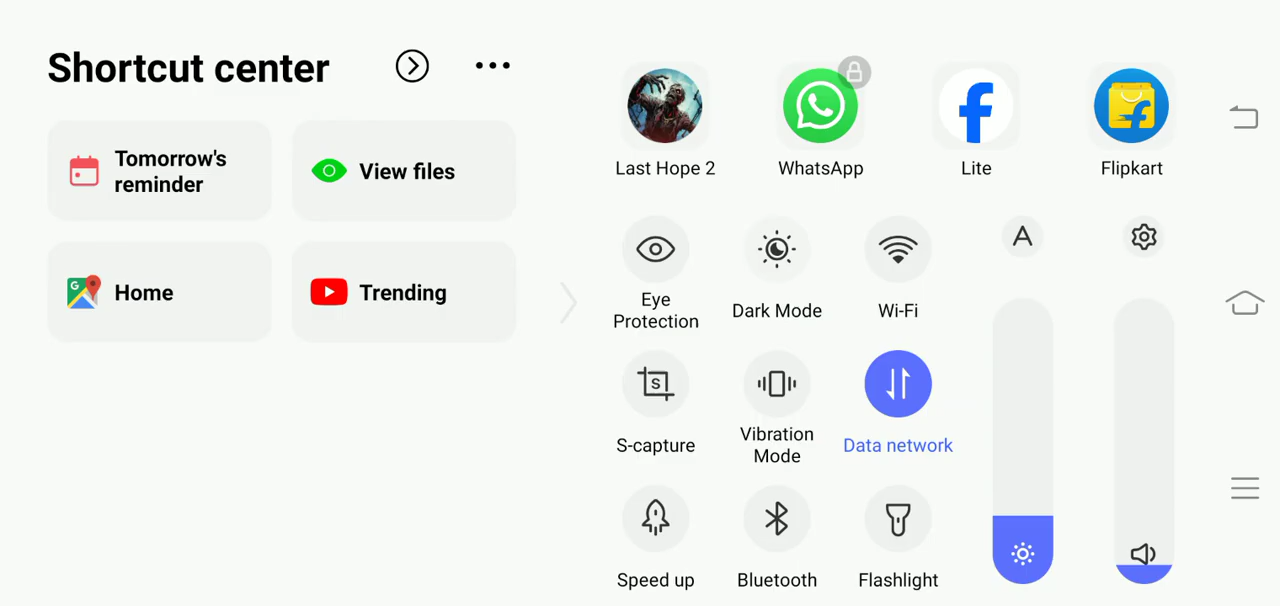 Shortcut center
Tomorrow's
reminder
View files
Home
Trending
Last Hope 2
WhatsApp
Lite
Flipkart
Eye
Protection
Dark Mode
Wi-Fi
A
S-capture
Vibration
Mode
Data network
Speed up
Bluetooth
Flashlight